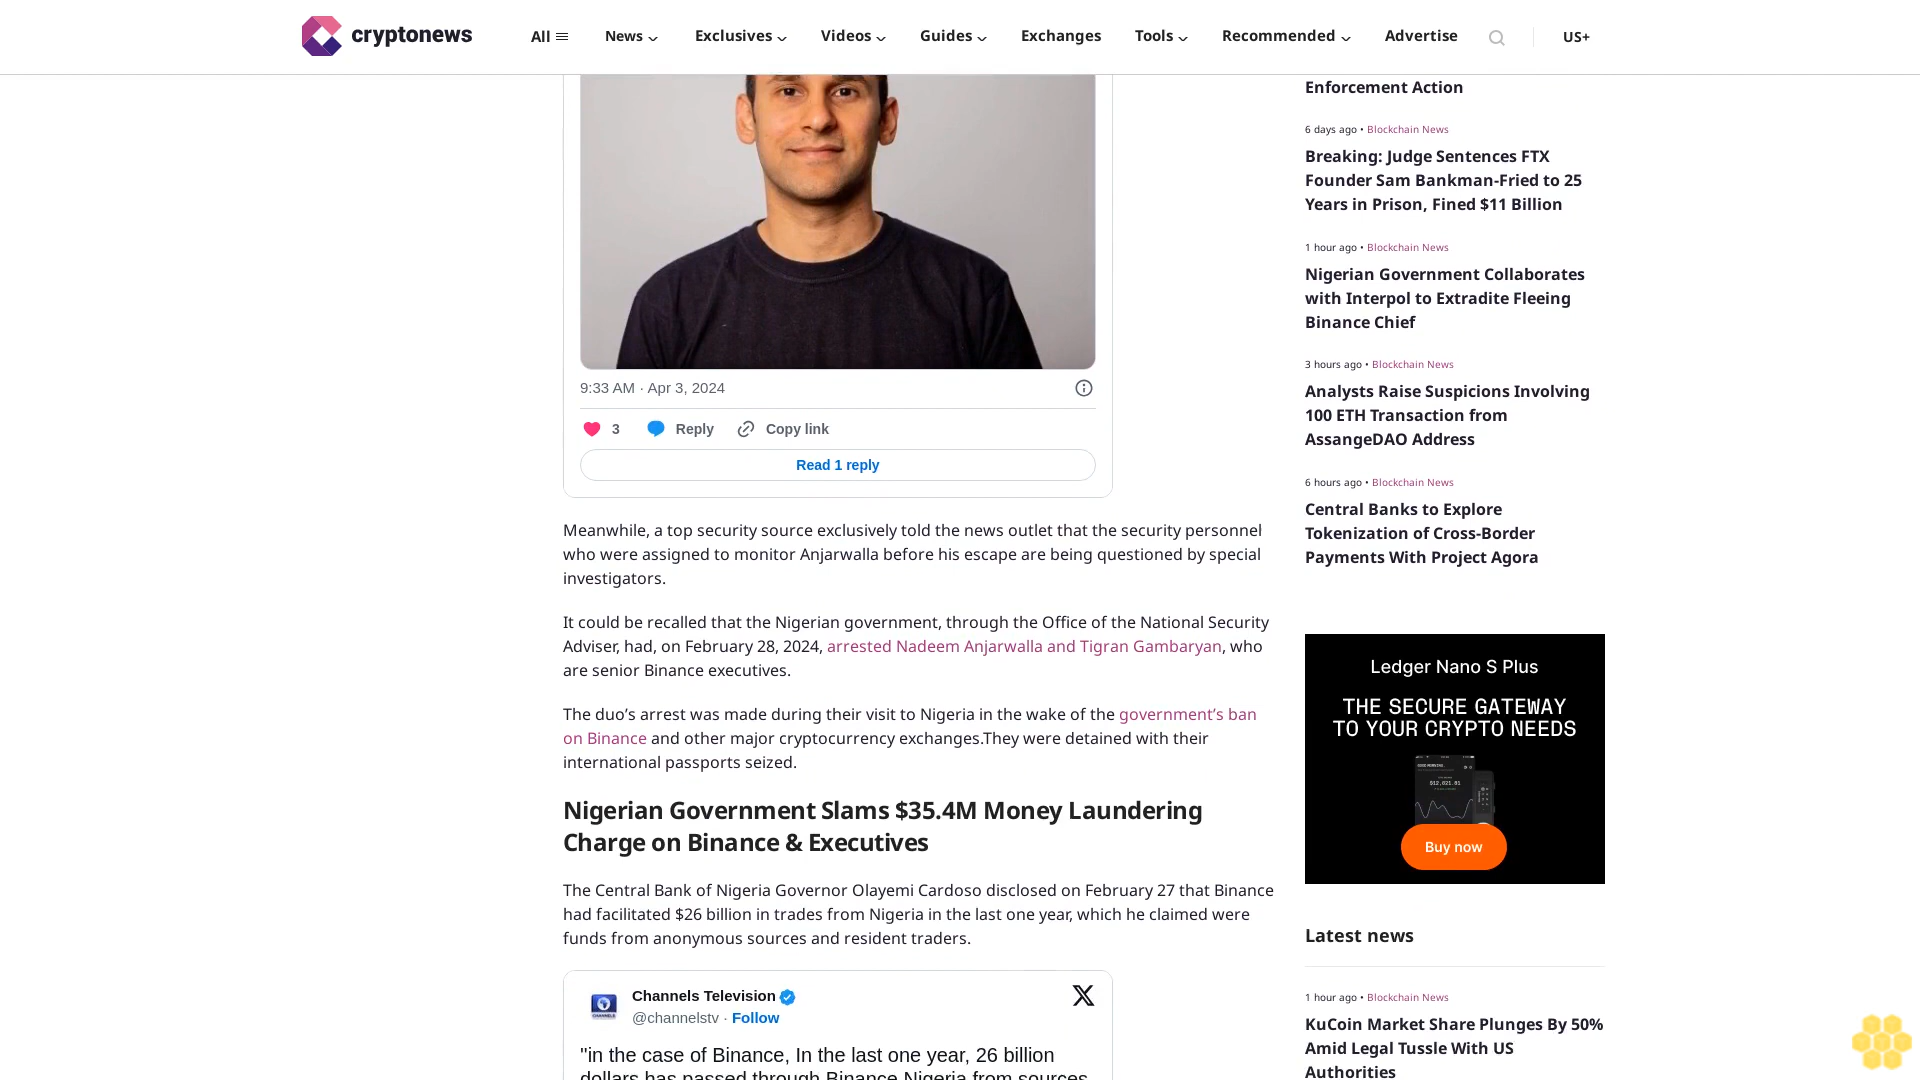 cryptonews
All
News
Exclusives
Videos
Guides
Exchanges
Tools
Recommended
Advertise
US+
9:33 AM · Apr 3, 2024
3
Reply
Copy link
Read 1 reply
Meanwhile, a top security source exclusively told the news outlet that the security personnel
who were assigned to monitor Anjarwalla before his escape are being questioned by special
investigators.
It could be recalled that the Nigerian government, through the Office of the National Security
Adviser, had, on February 28, 2024, arrested Nadeem Anjarwalla and Tigran Gambaryan, who
are senior Binance executives.
The duo’s arrest was made during their visit to Nigeria in the wake of the government’s ban
on Binance and other major cryptocurrency exchanges.They were detained with their
international passports seized.
Nigerian Government Slams $35.4M Money Laundering
Charge on Binance & Executives
The Central Bank of Nigeria Governor Olayemi Cardoso disclosed on February 27 that Binance
had facilitated $26 billion in trades from Nigeria in the last one year, which he claimed were
funds from anonymous sources and resident traders.
Channels Television
@channelstv · Follow
"in the case of Binance, In the last one year, 26 billion
dollars has passed through Binance Nigeria from sources
Enforcement Action
6 days ago • Blockchain News
Breaking: Judge Sentences FTX
Founder Sam Bankman-Fried to 25
Years in Prison, Fined $11 Billion
1 hour ago • Blockchain News
Nigerian Government Collaborates
with Interpol to Extradite Fleeing
Binance Chief
3 hours ago • Blockchain News
Analysts Raise Suspicions Involving
100 ETH Transaction from
AssangeDAO Address
6 hours ago • Blockchain News
Central Banks to Explore
Tokenization of Cross-Border
Payments With Project Agora
Ledger Nano S Plus
THE SECURE GATEWAY
TO YOUR CRYPTO NEEDS
$12,821.01
Buy now
Latest news
1 hour ago • Blockchain News
KuCoin Market Share Plunges By 50%
Amid Legal Tussle With US
Authorities